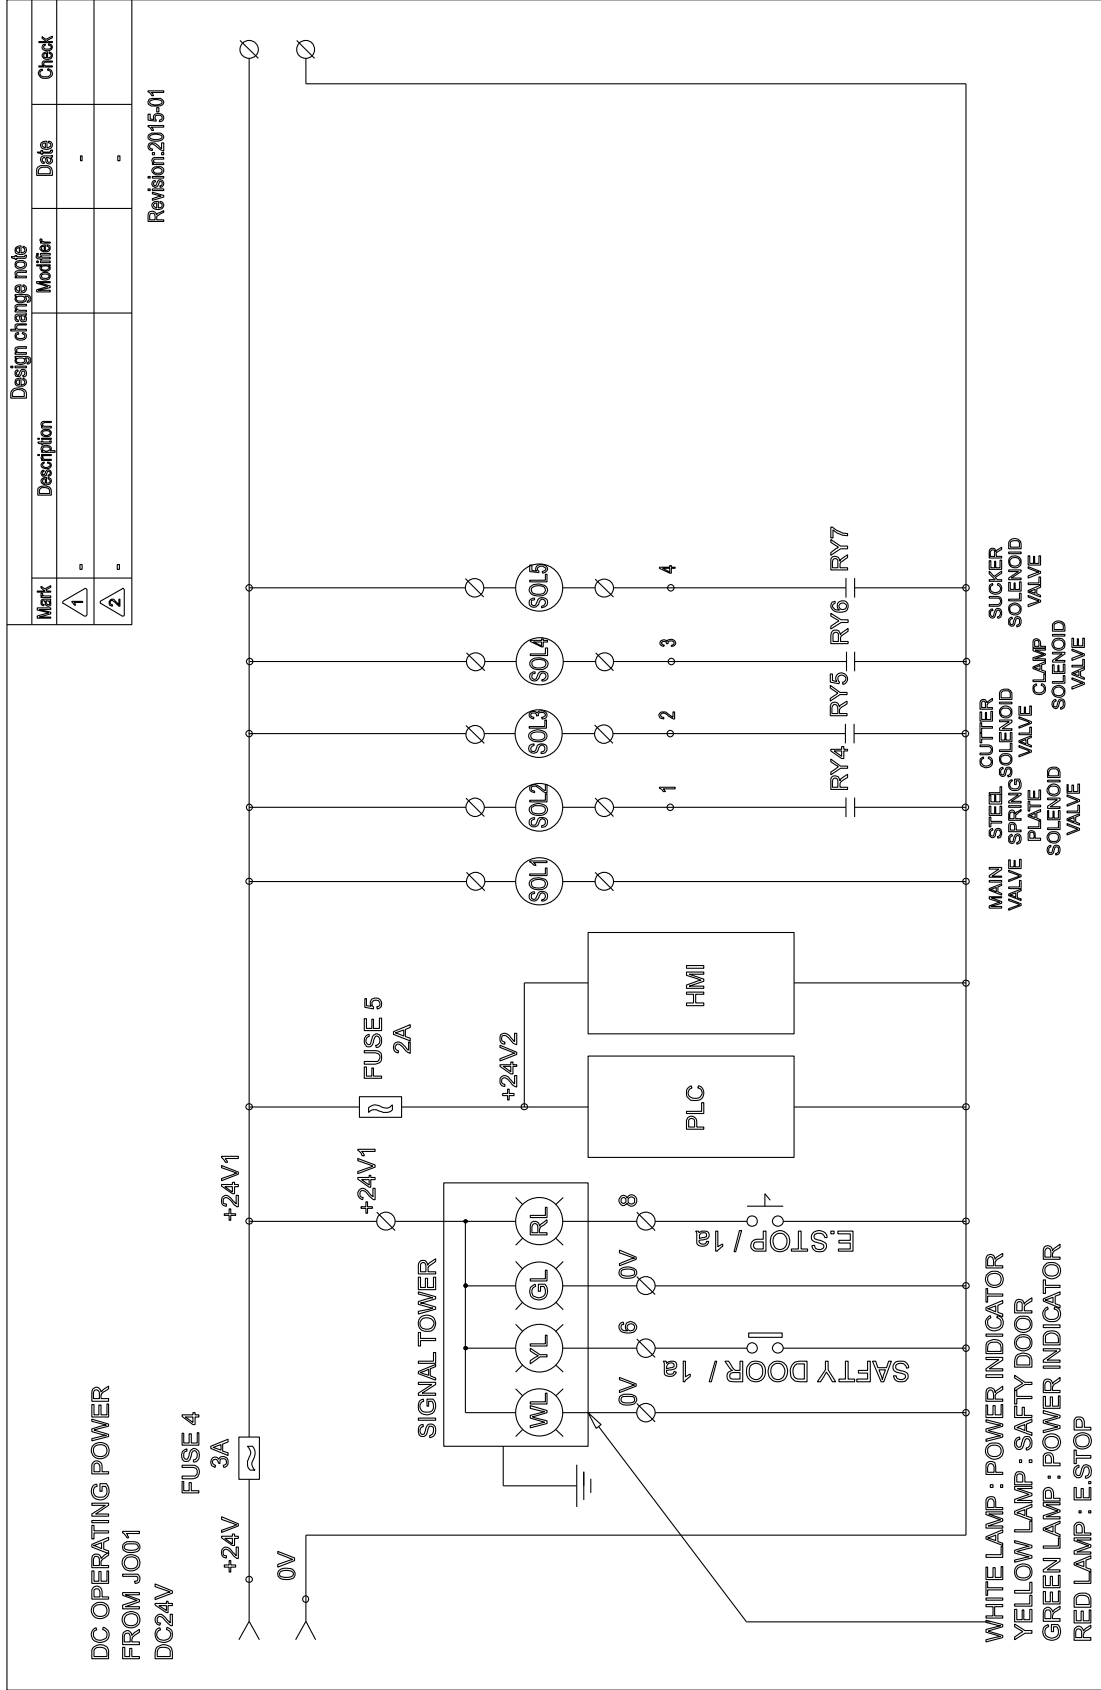 Design change note
Mark Description Modifier Date Check
1 - -
2 - -
Revision:2015-01
DC OPERATING POWER
FROM JO01
DC24V
FUSE 4
3A
+24V
0V
+24V1
+24V1
FUSE 5
2A
+24V2
SIGNAL TOWER
WL YL GL RL
0V 6 0V 8
SAFTY DOOR / 1a
E.STOP / 1a
PLC
HMI
SOL1 SOL2 SOL3 SOL4 SOL5
1 2 3 4
RY4 RY5 RY6 RY7
MAIN
VALVE
STEEL
SPRING
PLATE
SOLENOID
VALVE
CUTTER
SOLENOID
VALVE
CLAMP
SOLENOID
VALVE
SUCKER
SOLENOID
VALVE
WHITE LAMP : POWER INDICATOR
YELLOW LAMP : SAFTY DOOR
GREEN LAMP : POWER INDICATOR
RED LAMP : E.STOP